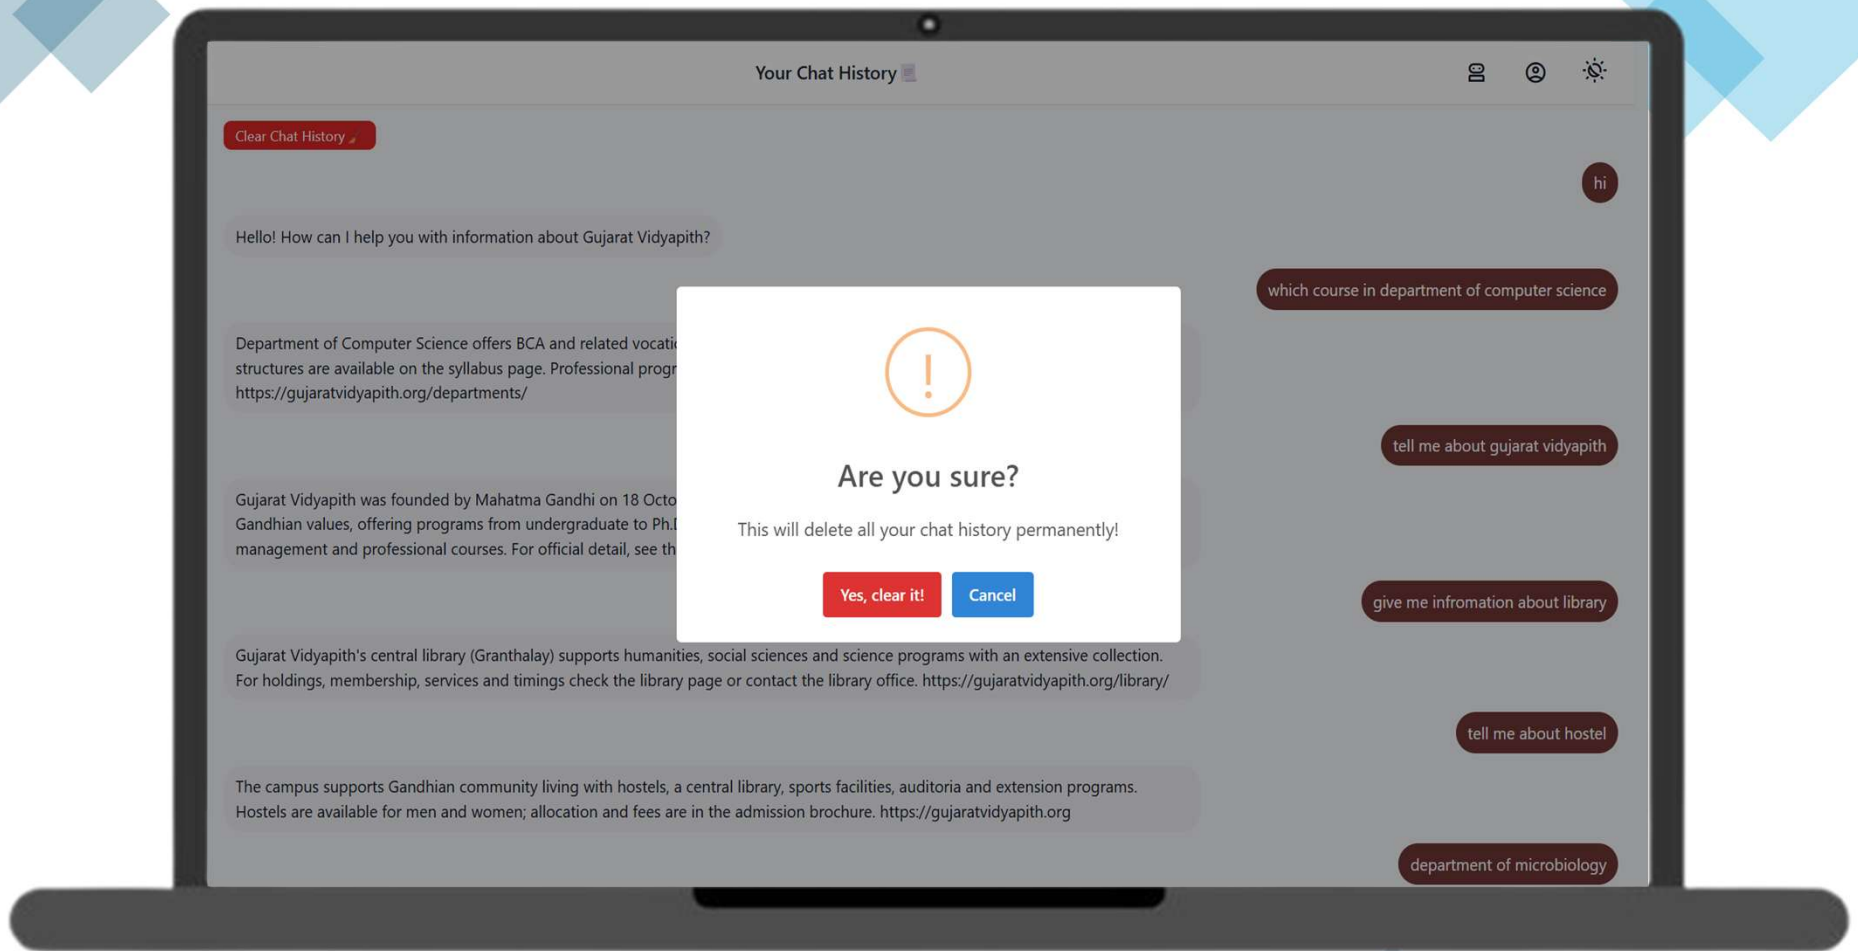 Your Chat History
Clear Chat History
hi
Hello! How can I help you with information about Gujarat Vidyapith?
which course in department of computer science
Department of Computer Science offers BCA and related
structures are available on the syllabus page. Professional
https://gujaratvidyapith.org/departments/
tell me about gujarat vidyapith
Gujarat Vidyapith was founded by Mahatma Gandhi on 18
Gandhian values, offering programs from undergraduate to
management and professional courses. For official detail, see
give me infromation about library
Gujarat Vidyapith's central library (Granthalay) supports humanities, social sciences and science programs with an extensive collection.
For holdings, membership, services and timings check the library page or contact the library office. https://gujaratvidyapith.org/library/
tell me about hostel
The campus supports Gandhian community living with hostels, a central library, sports facilities, auditoria and extension programs.
Hostels are available for men and women; allocation and fees are in the admission brochure. https://gujaratvidyapith.org
department of microbiology
!
Are you sure?
This will delete all your chat history permanently!
Yes, clear it!
Cancel